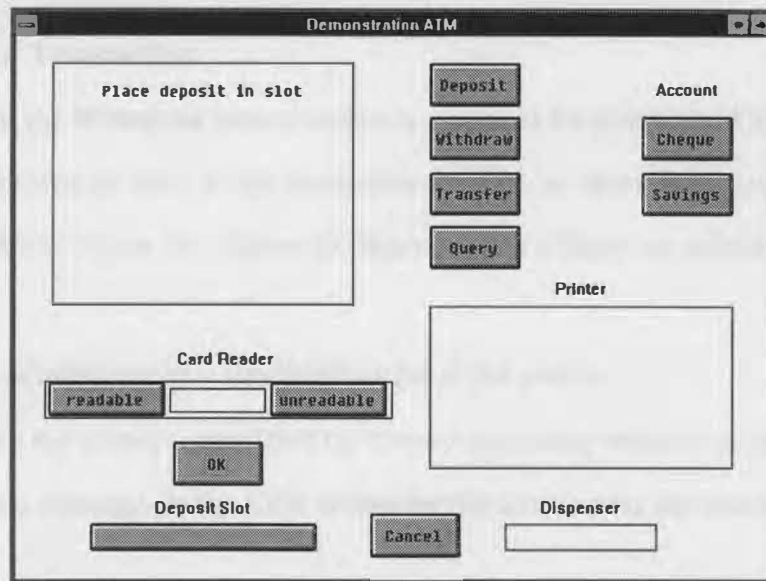 Demonstration ATM
Place deposit in slot
Deposit
Account
Withdraw
Cheque
Transfer
Savings
Query
Printer
Card Reader
readable
unreadable
OK
Deposit Slot
Dispenser
Cancel